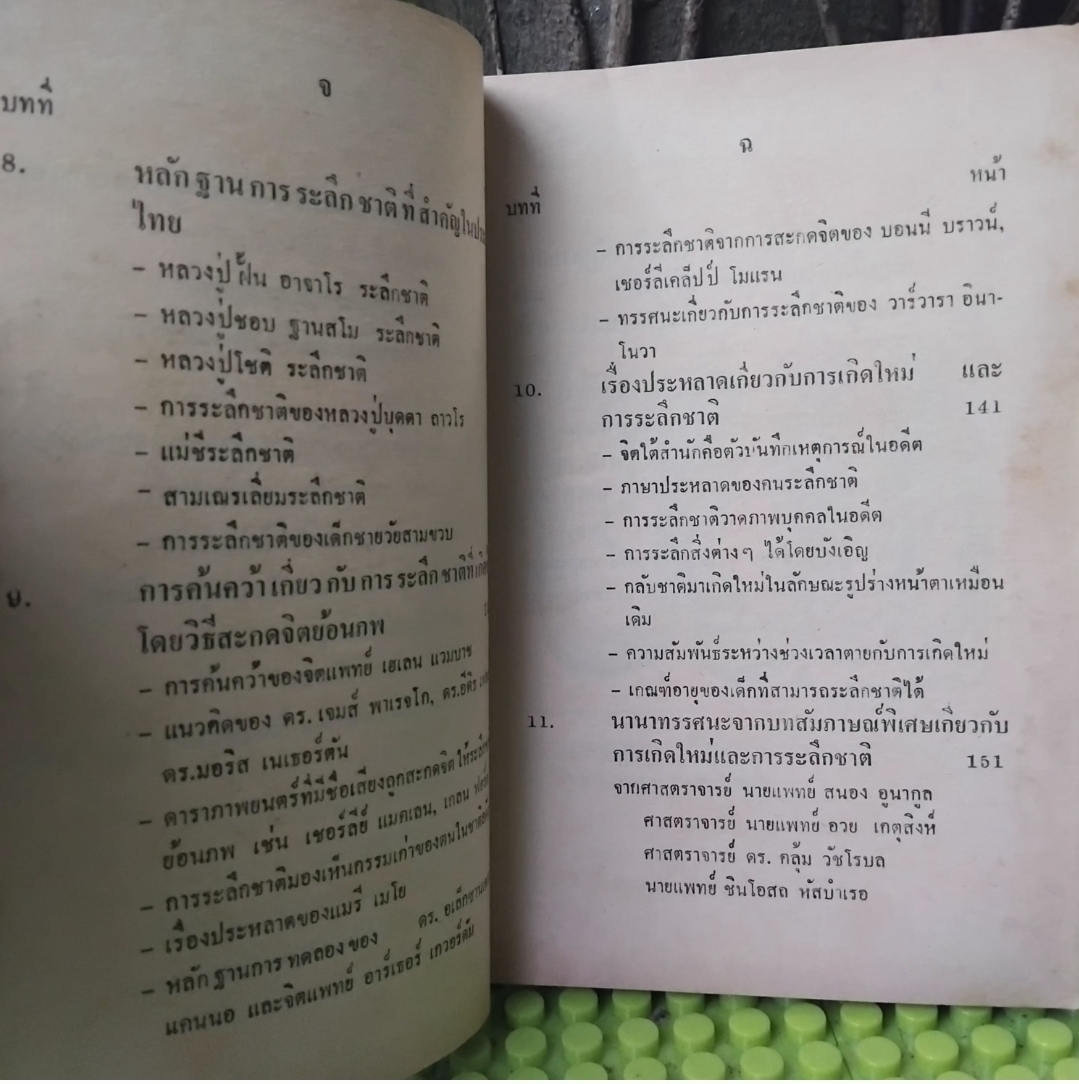 จ
บทที่
8.
หลักฐานการระลึกชาติที่สำคัญในประ
ไทย
– หลวงปู่ฝั้น อาจาโร ระลึกชาติ
– หลวงปู่ชอบ ฐานสโม ระลึกชาติ
– หลวงปู่โชติ ระลึกชาติ
– การระลึกชาติของหลวงปู่บุดดา ถาวโร
– แม่ชีระลึกชาติ
– สามเณรเลี่ยมระลึกชาติ
– การระลึกชาติของเด็กชายวัยสามขวบ
9.
การค้นคว้าเกี่ยวกับการระลึกชาติที่เกิด
โดยวิธีสะกดจิตย้อนภพ
– การค้นคว้าของจิตแพทย์ เฮเลน แวมบาช
– แนวคิดของ ดร.เจมส์ พาเรจโก, ดร.อีดิธ
ดร.มอริส เนเธอร์ตัน
– ดาราภาพยนตร์ที่มีชื่อเสียงถูกสะกดจิตให้ระลึก
ย้อนภพ เช่น เชอร์ลีย์ แมคเลน, เกลน
– การระลึกชาติมองเห็นกรรมเก่าของตนในชาติ
– เรื่องประหลาดของแมรี่ เมโย
– หลักฐานการทดลองของ ดร. อเล็กซาน
แคนนอ และจิตแพทย์ อาร์เธอร์ เกวอร์ดัม
ฉ
บทที่ หน้า
– การระลึกชาติจากการสะกดจิตของ บอนนี่ บราวน์,
เชอร์ลี่เคลีปป์ โมแรน
– ทรรศนะเกี่ยวกับการระลึกชาติของ วาร์วารา อินา-
โนวา
10. เรื่องประหลาดเกี่ยวกับการเกิดใหม่ และ
การระลึกชาติ 141
– จิตใต้สำนักคือตัวบันทึกเหตุการณ์ในอดีต
– ภาษาประหลาดของคนระลึกชาติ
– การระลึกชาติวาดภาพบุคคลในอดีต
– การระลึกสิ่งต่างๆ ได้โดยบังเอิญ
– กลับชาติมาเกิดใหม่ในลักษณะรูปร่างหน้าตาเหมือน
เดิม
– ความสัมพันธ์ระหว่างช่วงเวลาตายกับการเกิดใหม่
– เกณฑ์อายุของเด็กที่สามารถระลึกชาติได้
11. นานาทรรศนะจากบทสัมภาษณ์พิเศษเกี่ยวกับ
การเกิดใหม่และการระลึกชาติ 151
จากศาสตราจารย์ นายแพทย์ สนอง อูนากูล
ศาสตราจารย์ นายแพทย์ อวย เกตุสิงห์
ศาสตราจารย์ ดร. คลุ้ม วัชโรบล
นายแพทย์ ชินโอสถ หัสบำเรอ